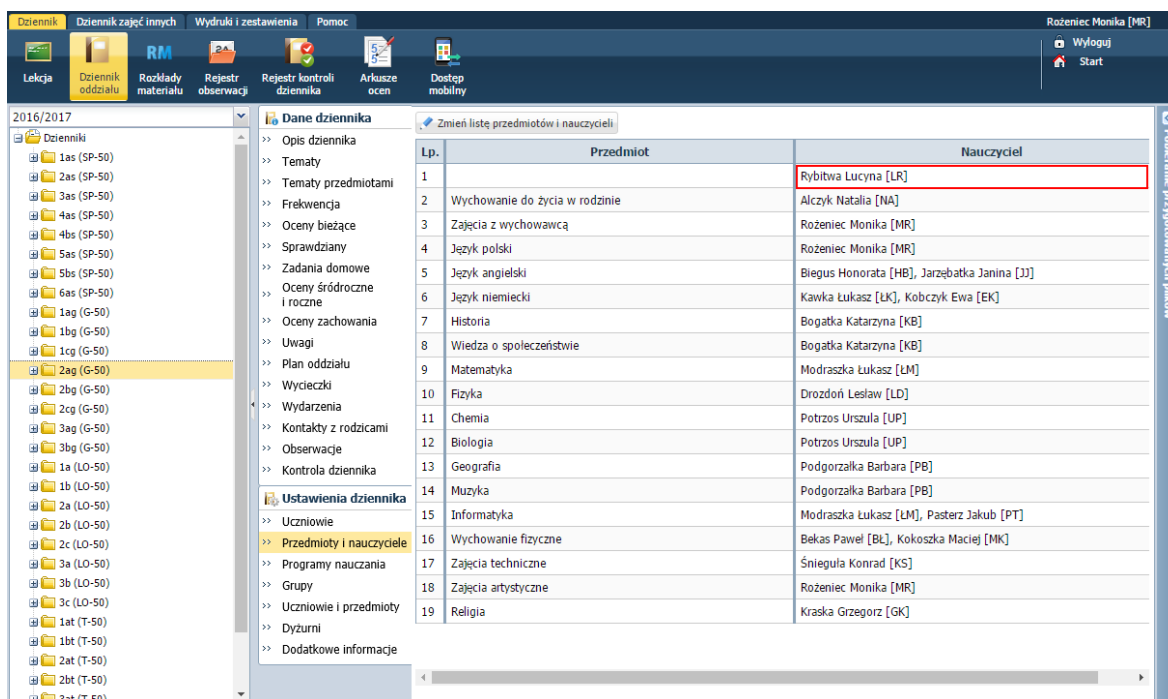 Dziennik Dziennik zajęć innych Wydruki i zestawienia Pomoc Rożeniec Monika [MR]
Lekcja
Dziennik oddziału
RM
Rozkłady materiału
Rejestr obserwacji
Rejestr kontroli dziennika
Arkusze ocen
Dostęp mobilny
Wyloguj
Start
2016/2017
Dzienniki
1as (SP-50)
2as (SP-50)
3as (SP-50)
4as (SP-50)
4bs (SP-50)
5as (SP-50)
5bs (SP-50)
6as (SP-50)
1ag (G-50)
1bg (G-50)
1cg (G-50)
2ag (G-50)
2bg (G-50)
2cg (G-50)
3ag (G-50)
3bg (G-50)
1a (LO-50)
1b (LO-50)
2a (LO-50)
2b (LO-50)
2c (LO-50)
3a (LO-50)
3b (LO-50)
3c (LO-50)
1at (T-50)
1bt (T-50)
2at (T-50)
2bt (T-50)
3at (T-50)
Dane dziennika
Opis dziennika
Tematy
Tematy przedmiotami
Frekwencja
Oceny bieżące
Sprawdziany
Zadania domowe
Oceny śródroczne
i roczne
Oceny zachowania
Uwagi
Plan oddziału
Wycieczki
Wydarzenia
Kontakty z rodzicami
Obserwacje
Kontrola dziennika
Ustawienia dziennika
Uczniowie
Przedmioty i nauczyciele
Programy nauczania
Grupy
Uczniowie i przedmioty
Dyżurni
Dodatkowe informacje
Zmień listę przedmiotów i nauczycieli
Lp. Przedmiot Nauczyciel
1 Rybitwa Lucyna [LR]
2 Wychowanie do życia w rodzinie Alczyk Natalia [NA]
3 Zajęcia z wychowawcą Rożeniec Monika [MR]
4 Język polski Rożeniec Monika [MR]
5 Język angielski Biegus Honorata [HB], Jarzębatka Janina [JJ]
6 Język niemiecki Kawka Łukasz [ŁK], Kobczyk Ewa [EK]
7 Historia Bogatka Katarzyna [KB]
8 Wiedza o społeczeństwie Bogatka Katarzyna [KB]
9 Matematyka Modraszka Łukasz [ŁM]
10 Fizyka Drozdoń Lesław [LD]
11 Chemia Potrzos Urszula [UP]
12 Biologia Potrzos Urszula [UP]
13 Geografia Podgorzałka Barbara [PB]
14 Muzyka Podgorzałka Barbara [PB]
15 Informatyka Modraszka Łukasz [ŁM], Pasterz Jakub [PT]
16 Wychowanie fizyczne Bekas Paweł [BŁ], Kokoszka Maciej [MK]
17 Zajęcia techniczne Śnieguła Konrad [KS]
18 Zajęcia artystyczne Rożeniec Monika [MR]
19 Religia Kraska Grzegorz [GK]
przygotowanych plików